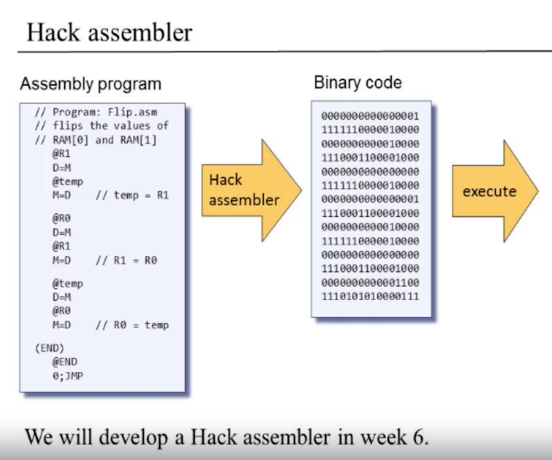 Hack assembler
Assembly program
// Program: Flip.asm
// flips the values of
// RAM[0] and RAM[1]
@R1
D=M
@temp
M=D // temp = R1
@R0
D=M
@R1
M=D // R1 = R0
@temp
D=M
@R0
M=D // R0 = temp
(END)
@END
0;JMP
Hack
assembler
Binary code
0000000000000001
1111110000010000
0000000000010000
1110001100001000
0000000000000000
1111110000010000
0000000000000001
1110001100001000
0000000000010000
1111110000010000
0000000000000000
1110001100001000
0000000000001100
1110101010000111
execute
We will develop a Hack assembler in week 6.